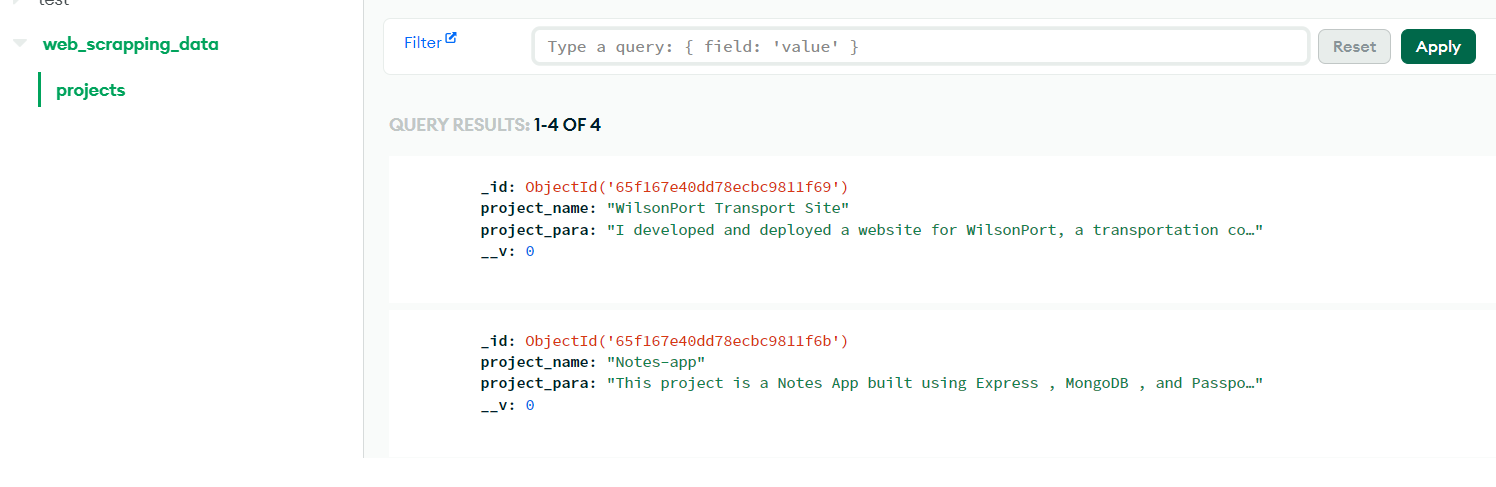 test
web_scrapping_data
projects
Filter
Type a query: { field: 'value' }
Reset
Apply
QUERY RESULTS: 1-4 OF 4
_id: ObjectId('65f167e40dd78ecbc9811f69')
project_name: "WilsonPort Transport Site"
project_para: "I developed and deployed a website for WilsonPort, a transportation co…"
__v: 0
_id: ObjectId('65f167e40dd78ecbc9811f6b')
project_name: "Notes-app"
project_para: "This project is a Notes App built using Express , MongoDB , and Passpo…"
__v: 0